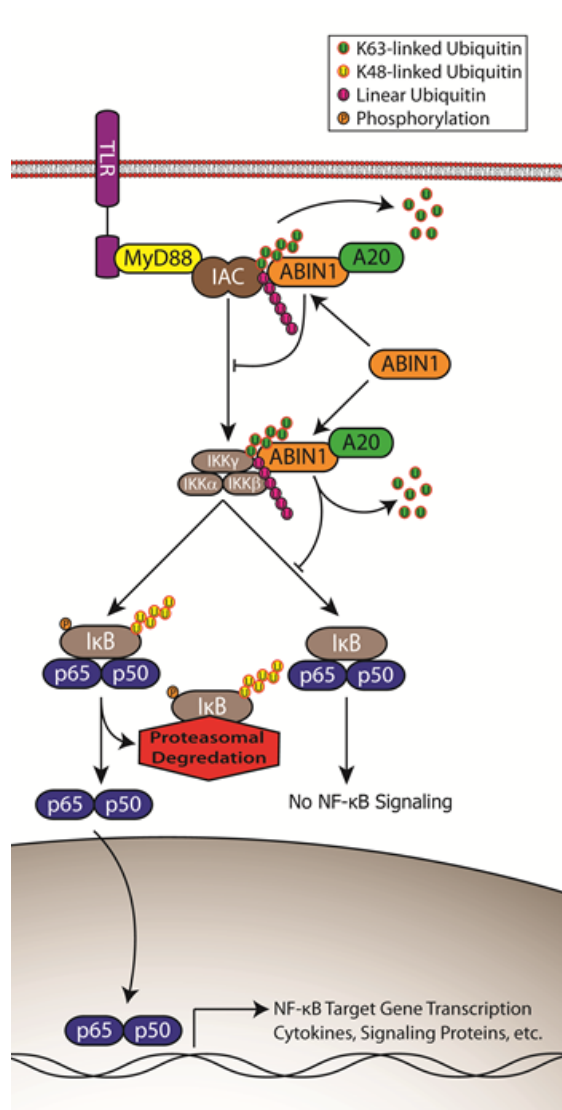 K63-linked Ubiquitin
K48-linked Ubiquitin
Linear Ubiquitin
P Phosphorylation
TLR
MyD88
IAC
ABIN1
A20
U U U U U
U U U U U
ABIN1
IKKγ
IKKα
IKKβ
ABIN1
A20
U U U U U
U U U U U
P
IκB
U U U U U U
p65
p50
IκB
p65
p50
P
IκB
U U U U U U
Proteasomal
Degredation
p65
p50
No NF-κB Signaling
p65
p50
NF-κB Target Gene Transcription
Cytokines, Signaling Proteins, etc.